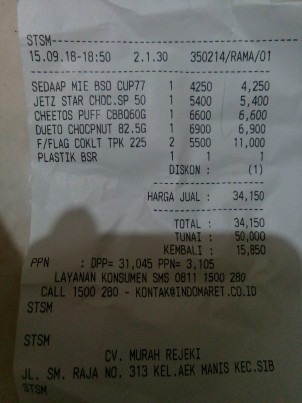 STSM
15.09.18-18:50 2.1.30 350214/RAMA/01
SEDAAP MIE BSO CUP77 1 4250 4,250
JETZ STAR CHOC.SP 50 1 5400 5,400
CHEETOS PUFF CBBQ60G 1 6600 6,600
DUETO CHOCPNUT 82.5G 1 6900 6,900
F/FLAG COKLT TPK 225 2 5500 11,000
PLASTIK BSR 1 1 1
DISKON : (1)
HARGA JUAL : 34,150
TOTAL : 34,150
TUNAI : 50,000
KEMBALI : 15,850
PPN : DPP= 31,045 PPN= 3,105
LAYANAN KONSUMEN SMS 0811 1500 280
CALL 1500 280 - KONTAK@INDOMARET.CO.ID
STSM
STSM
CV. MURAH REJEKI
JL. SM. RAJA NO. 313 KEL.AEK MANIS KEC.SIB
STSM